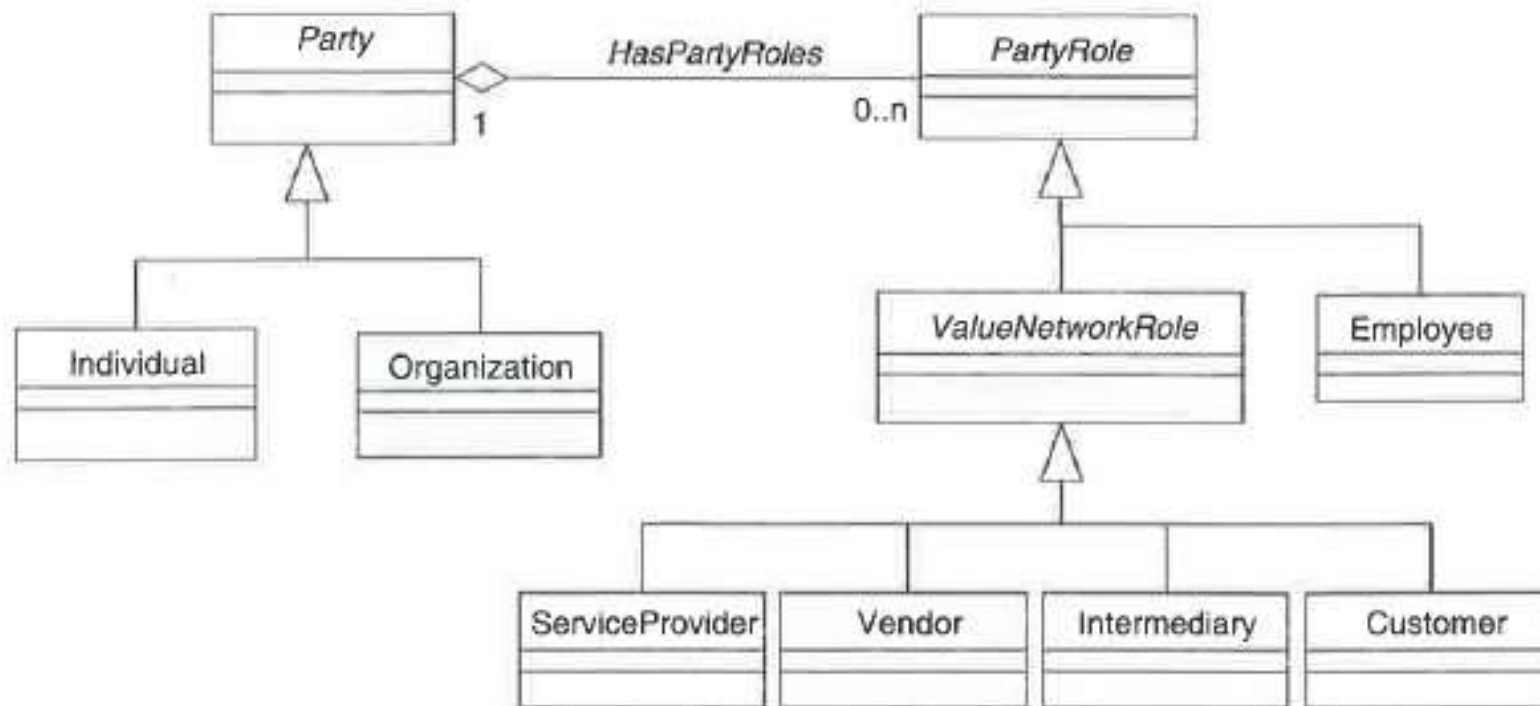 Party
HasPartyRoles
PartyRole
1
0..n
Individual
Organization
ValueNetworkRole
Employee
ServiceProvider
Vendor
Intermediary
Customer